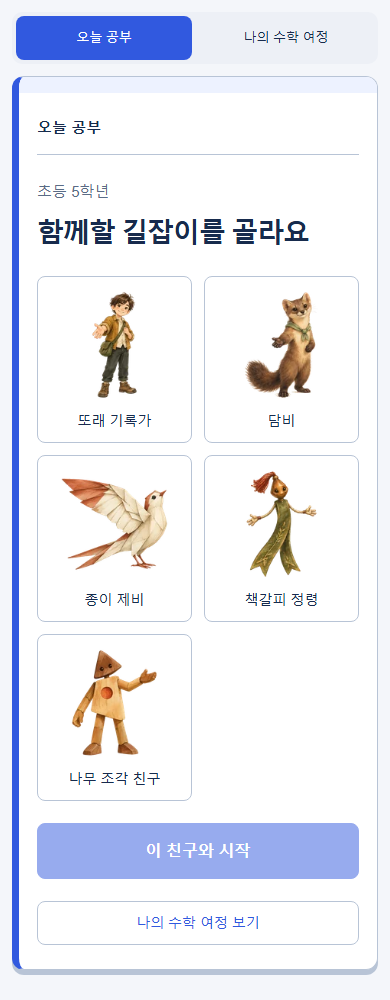 오늘 공부
나의 수학 여정
오늘 공부
초등 5학년
함께할 길잡이를 골라요
또래 기록가
담비
종이 제비
책갈피 정령
나무 조각 친구
이 친구와 시작
나의 수학 여정 보기